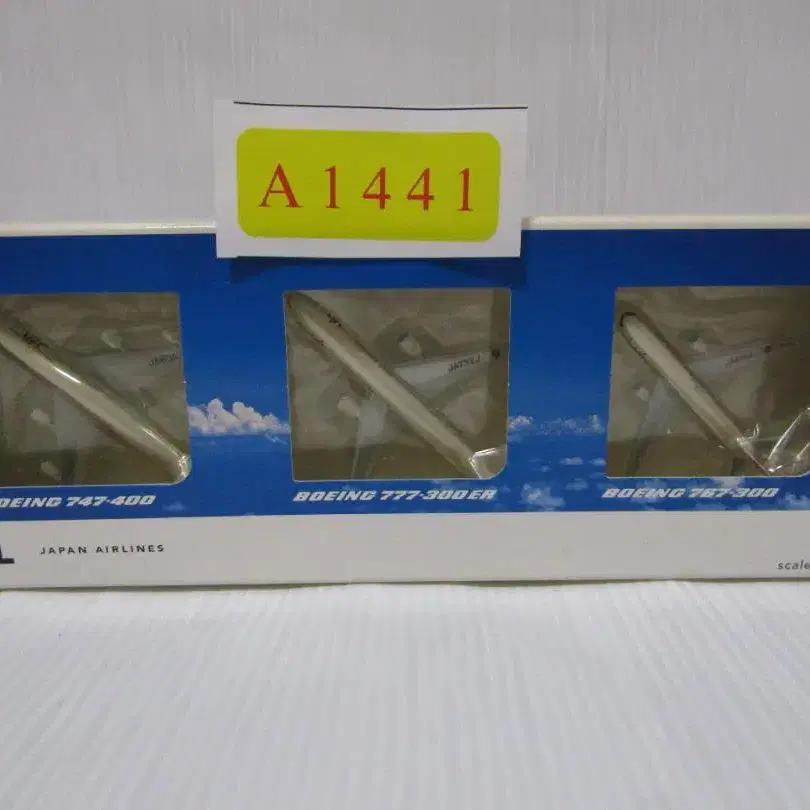 A1441
OEING 747-400
BOEING 777-300ER
BOEING 767-300
L
JAPAN AIRLINES
scale